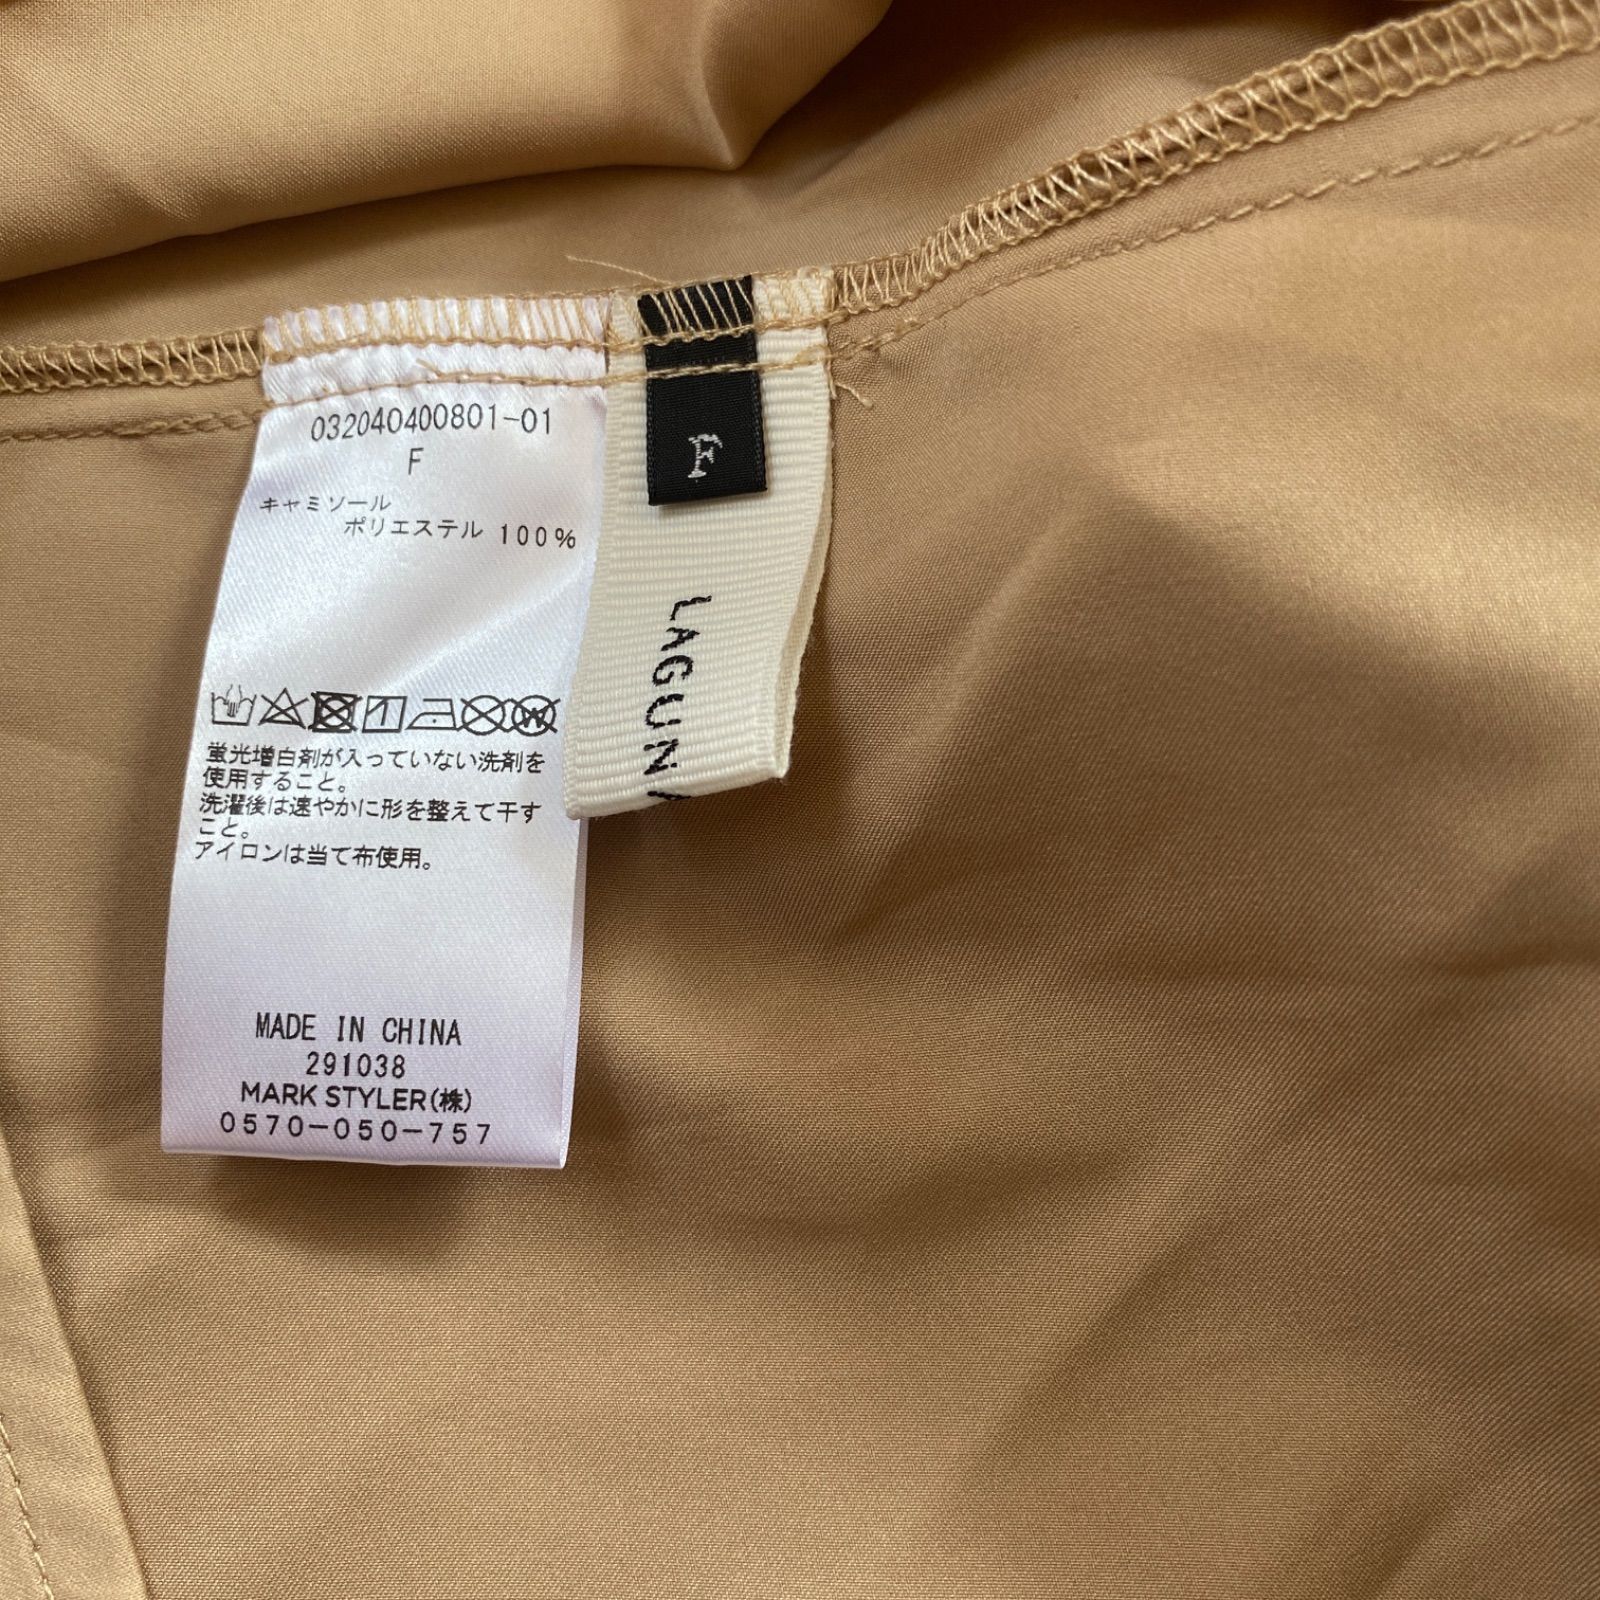 032040400801-01
F
キャミソール
ポリエステル 100%
蛍光増白剤が入っていない洗剤を
使用すること。
洗濯後は速やかに形を整えて干す
こと。
アイロンは当て布使用。
MADE IN CHINA
291038
MARK STYLER(株)
0570-050-757
F
LAGUN
W